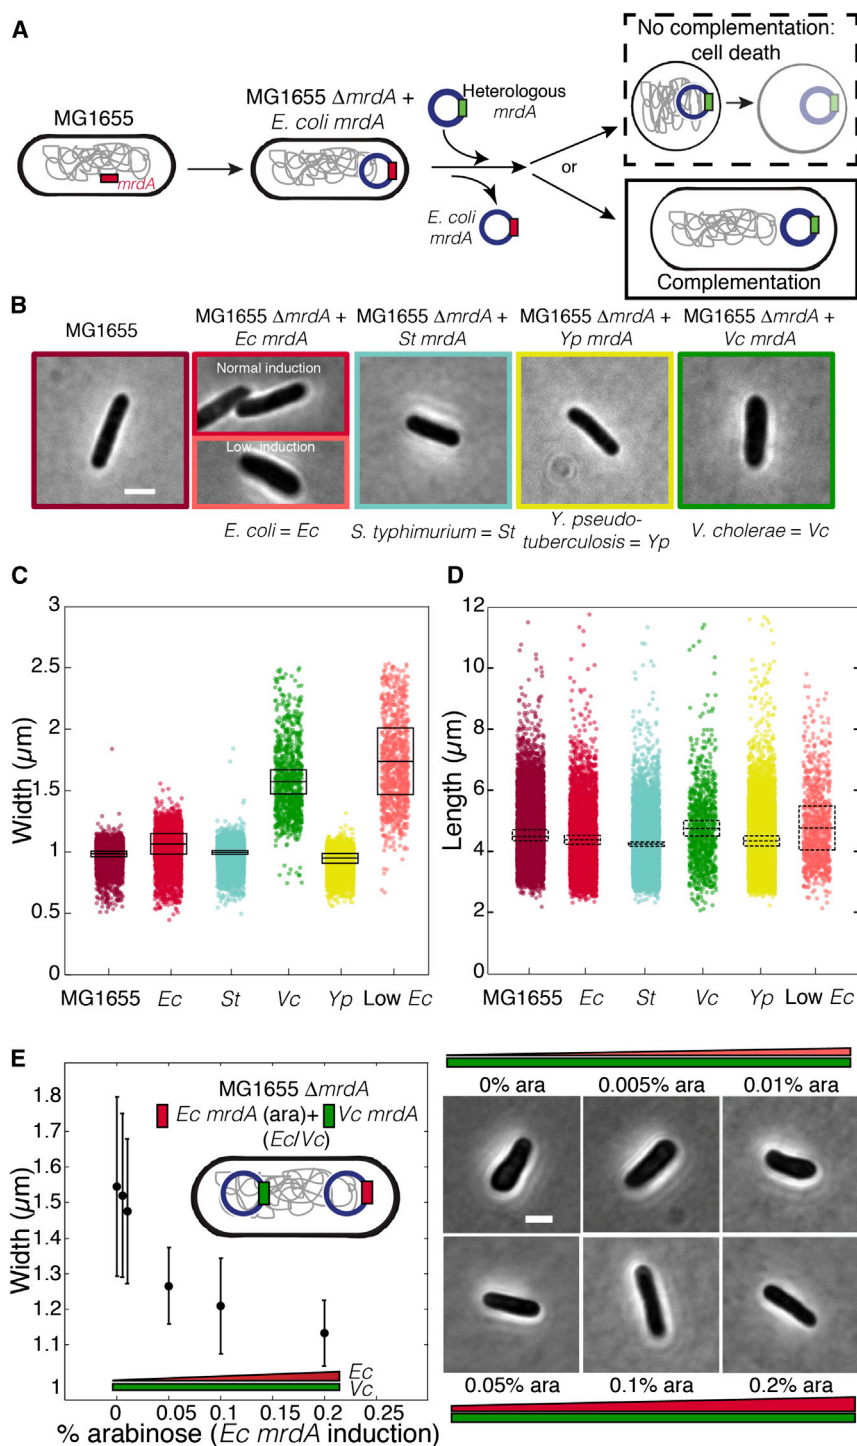 A
MG1655
mrdA
MG1655 ΔmrdA +
E. coli mrdA
Heterologous
mrdA
E. coli
mrdA
or
No complementation:
cell death
Complementation
B
MG1655
MG1655 ΔmrdA +
Ec mrdA
MG1655 ΔmrdA +
St mrdA
MG1655 ΔmrdA +
Yp mrdA
MG1655 ΔmrdA +
Vc mrdA
Normal induction
Low induction
E. coli = Ec
S. typhimurium = St
Y. pseudo-
tuberculosis = Yp
V. cholerae = Vc
C
Width (µm)
3
2.5
2
1.5
1
0.5
0
MG1655 Ec St Vc Yp Low Ec
D
Length (µm)
12
10
8
6
4
2
0
MG1655 Ec St Vc Yp Low Ec
E
Width (µm)
1.8
1.7
1.6
1.5
1.4
1.3
1.2
1.1
1
MG1655 ΔmrdA
Ec mrdA (ara)+ Vc mrdA
(Ec/Vc)
Ec
Vc
0 0.05 0.1 0.15 0.2 0.25
% arabinose (Ec mrdA induction)
0% ara 0.005% ara 0.01% ara
0.05% ara 0.1% ara 0.2% ara